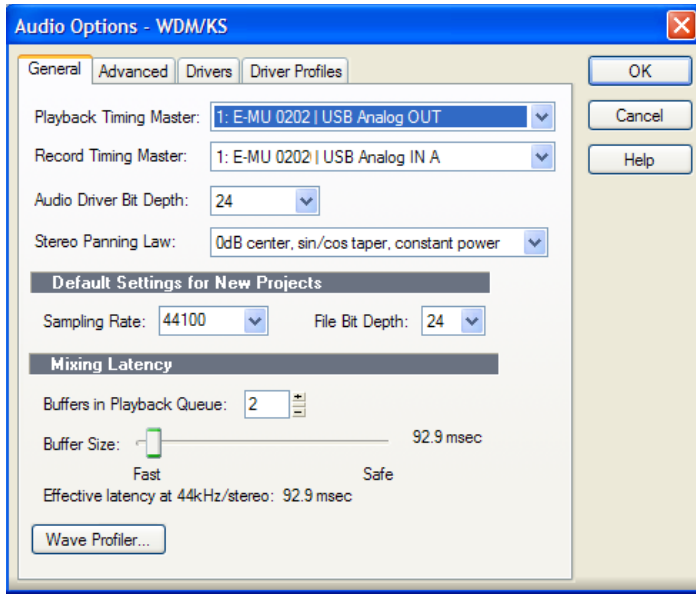 Audio Options - WDM/KS
General Advanced Drivers Driver Profiles
OK
Cancel
Help
Playback Timing Master: 1: E-MU 0202 | USB Analog OUT
Record Timing Master: 1: E-MU 0202 | USB Analog IN A
Audio Driver Bit Depth: 24
Stereo Panning Law: 0dB center, sin/cos taper, constant power
Default Settings for New Projects
Sampling Rate: 44100 File Bit Depth: 24
Mixing Latency
Buffers in Playback Queue: 2
Buffer Size: 92.9 msec
Fast Safe
Effective latency at 44kHz/stereo: 92.9 msec
Wave Profiler...